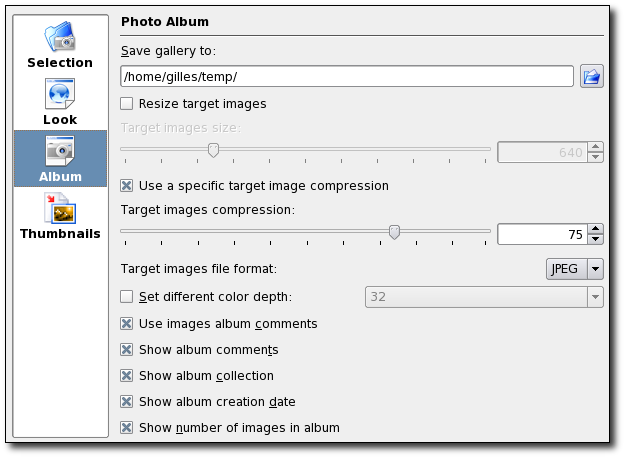 Selection
Look
Album
Thumbnails
Photo Album
Save gallery to:
/home/gilles/temp/
Resize target images
Target images size:
640
Use a specific target image compression
Target images compression:
75
Target images file format:
JPEG
Set different color depth:
32
Use images album comments
Show album comments
Show album collection
Show album creation date
Show number of images in album